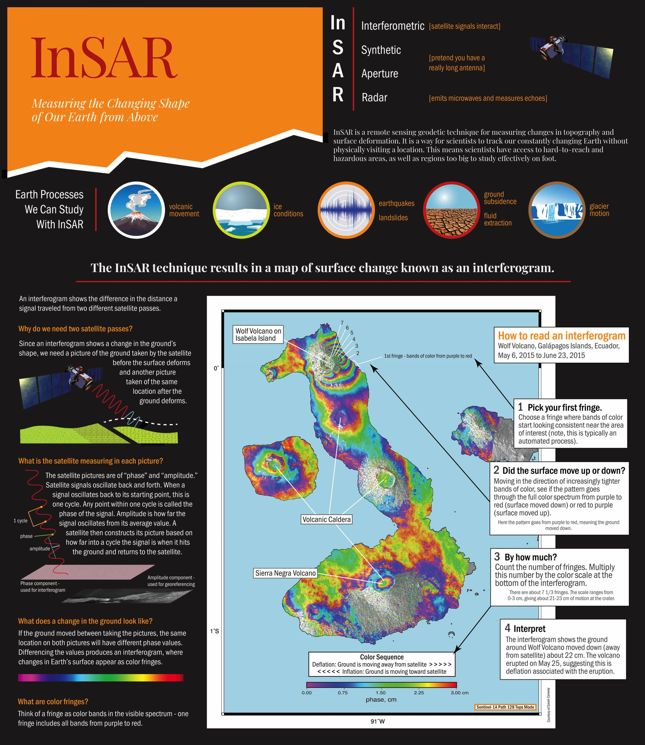 InSAR
Measuring the Changing Shape
of Our Earth from Above
In
S
A
R
Interferometric [satellite signals interact]
Synthetic
[pretend you have a
really long antenna]
Aperture
Radar [emits microwaves and measures echoes]
InSAR is a remote sensing geodetic technique for measuring changes in topography and
surface deformation. It is a way for scientists to track our constantly changing Earth without
physically visiting a location. This means scientists have access to hard-to-reach and
hazardous areas, as well as regions too big to study effectively on foot.
Earth Processes
We Can Study
With InSAR
volcanic
movement
ice
conditions
earthquakes
landslides
ground
subsidence
fluid
extraction
glacier
motion
The InSAR technique results in a map of surface change known as an interferogram.
An interferogram shows the difference in the distance a
signal traveled from two different satellite passes.
Why do we need two satellite passes?
Since an interferogram shows a change in the ground's
shape, we need a picture of the ground taken by the satellite
before the surface deforms
and another picture
taken of the same
location after the
ground deforms.
What is the satellite measuring in each picture?
The satellite pictures are of "phase" and "amplitude."
Satellite signals oscillate back and forth. When a
signal oscillates back to its starting point, this is
one cycle. Any point within one cycle is called the
phase of the signal. Amplitude is how far the
signal oscillates from its average value. A
satellite then constructs its picture based on
how far into a cycle the signal is when it hits
the ground and returns to the satellite.
1 cycle
phase
amplitude
Phase component -
used for interferogram
Amplitude component -
used for georeferencing
What does a change in the ground look like?
If the ground moved between taking the pictures, the same
location on both pictures will have different phase values.
Differencing the values produces an interferogram, where
changes in Earth's surface appear as color fringes.
What are color fringes?
Think of a fringe as color bands in the visible spectrum - one
fringe includes all bands from purple to red.
Wolf Volcano on
Isabela Island
7
6
5
4
3
2
1st fringe - bands of color from purple to red
0°
Volcanic Caldera
Sierra Negra Volcano
1°S
Color Sequence
Deflation: Ground is moving away from satellite > > > > >
< < < < < Inflation: Ground is moving toward satellite
0.00 0.75 1.50 2.25 3.00 cm
phase, cm
Sentinel-1A Path 128 Tops Mode
91°W
How to read an interferogram
Wolf Volcano, Galápagos Islands, Ecuador,
May 6, 2015 to June 23, 2015
1 Pick your first fringe.
Choose a fringe where bands of color
start looking consistent near the area
of interest (note, this is typically an
automated process).
2 Did the surface move up or down?
Moving in the direction of increasingly tighter
bands of color, see if the pattern goes
through the full color spectrum from purple to
red (surface moved down) or red to purple
(surface moved up).
Here the pattern goes from purple to red, meaning the ground
moved down.
3 By how much?
Count the number of fringes. Multiply
this number by the color scale at the
bottom of the interferogram.
There are about 7 1/3 fringes. The scale ranges from
0-3 cm, giving about 21-23 cm of motion at the crater.
4 Interpret
The interferogram shows the ground
around Wolf Volcano moved down (away
from satellite) about 22 cm. The volcano
erupted on May 25, suggesting this is
deflation associated with the eruption.